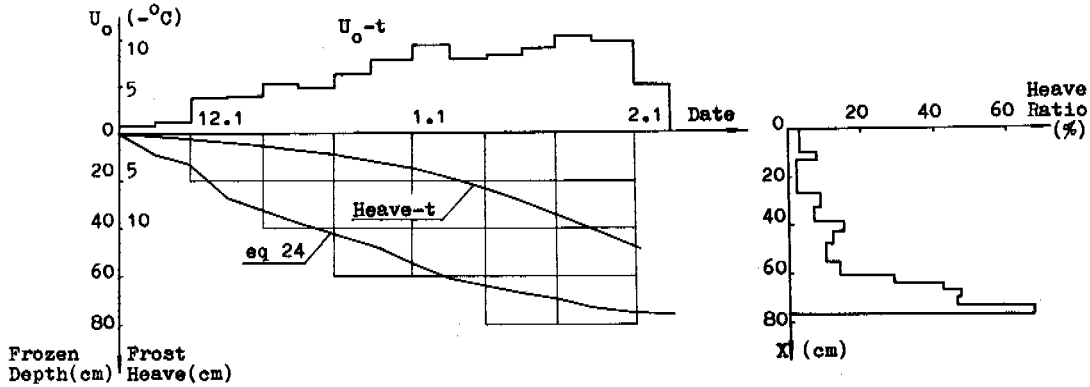 U₀ (-°C)
U₀-t
10
5
12.1
1.1
2.1
Date
0
20
5
40
10
60
80
Heave-t
eq 24
Frozen Depth(cm)
Frost Heave(cm)
Heave Ratio (%)
0
20
40
60
20
40
60
80
X (cm)